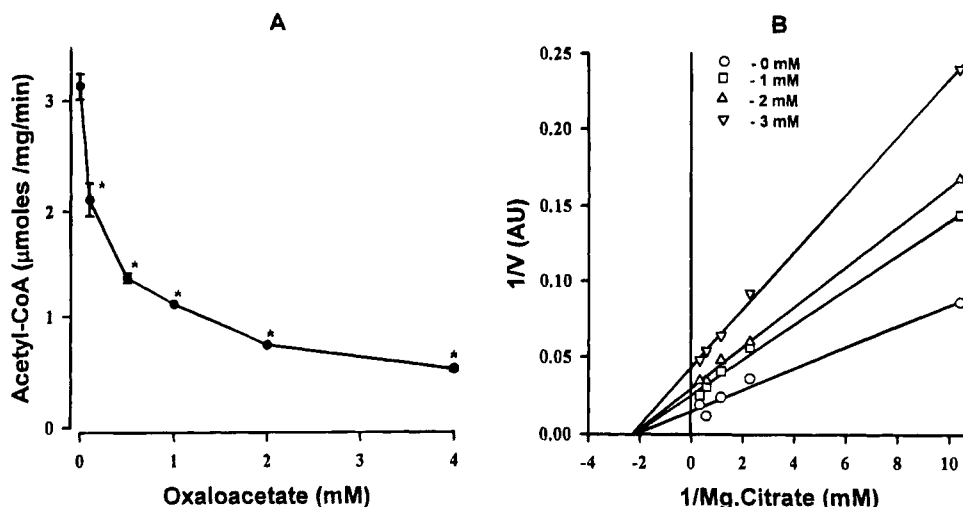 A
Acetyl-CoA (μmoles /mg/min)
3
2
1
0
*
*
*
*
*
0
1
2
3
4
Oxaloacetate (mM)
B
1/V (AU)
0.25
0.20
0.15
0.10
0.05
0.00
- 0 mM
- 1 mM
- 2 mM
- 3 mM
-4
-2
0
2
4
6
8
10
1/Mg.Citrate (mM)